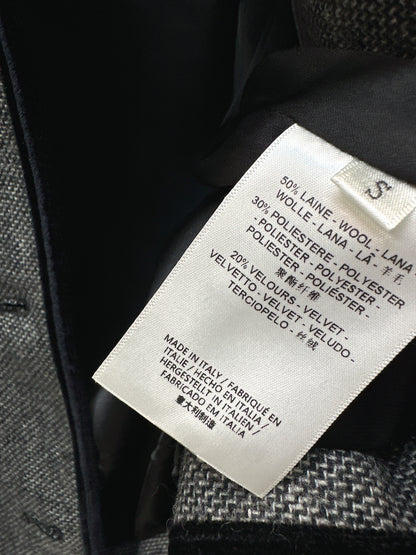 S
50% LAINE - WOOL - LANA
WOLLE - LANA - LÃ - 羊毛
30% POLIESTERE - POLYESTER
- POLIESTER - POLYESTER
POLIÉSTER - POLIÉSTER -
聚酯纤维
20% VELOURS - VELVET -
VELVETTO - VELVET - VELUDO -
TERCIOPELO - 丝绒
MADE IN ITALY / FABRIQUÉ EN
ITALIE / HECHO EN ITALIA /
HERGESTELLT IN ITALIEN /
FABRICADO EM ITALIA
意大利制造